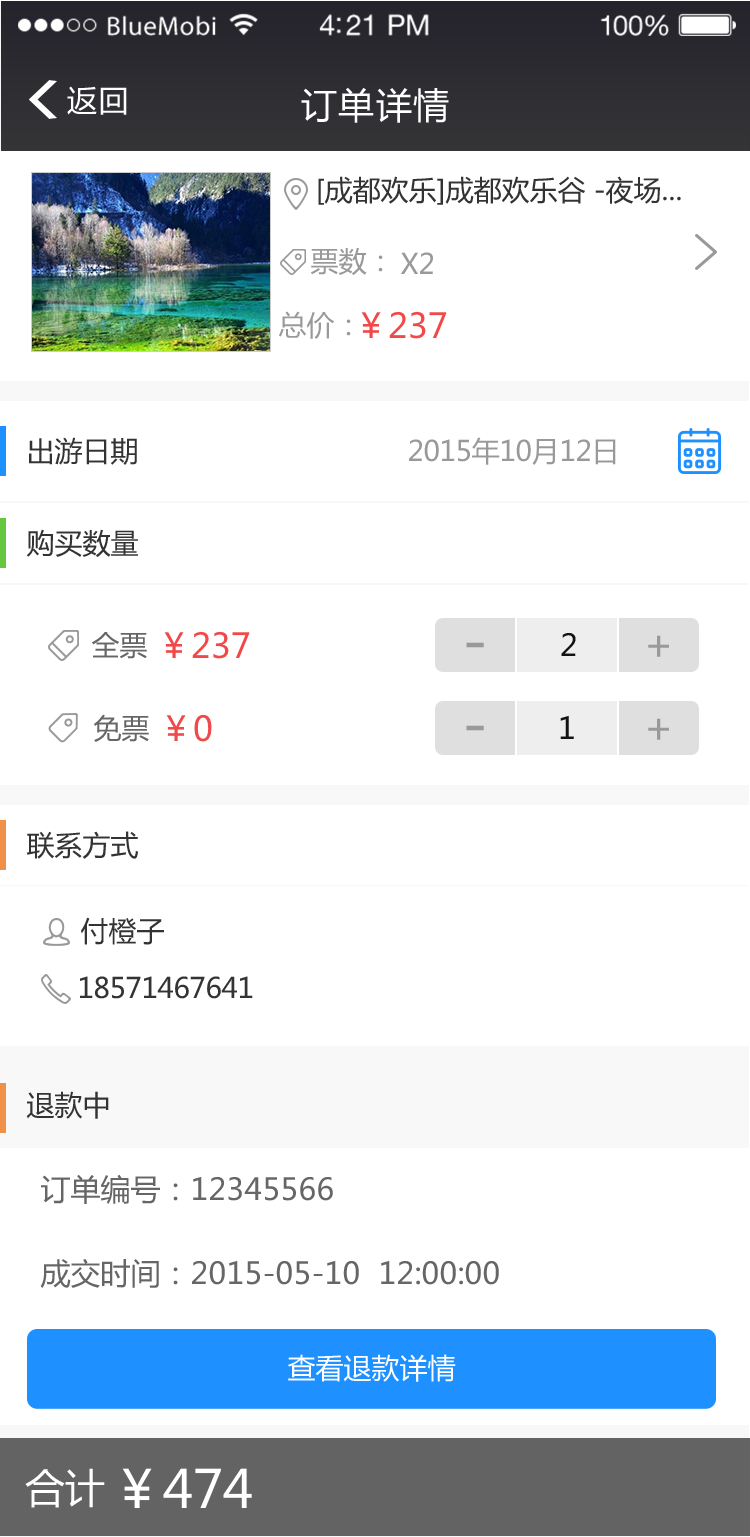 BlueMobi 4:21 PM 100%
返回 订单详情
[成都欢乐]成都欢乐谷 -夜场...
票数： X2
总价：¥ 237
出游日期 2015年10月12日
购买数量
全票 ¥ 237 − 2 +
免票 ¥ 0 − 1 +
联系方式
付橙子
18571467641
退款中
订单编号：12345566
成交时间：2015-05-10 12:00:00
查看退款详情
合计 ¥ 474